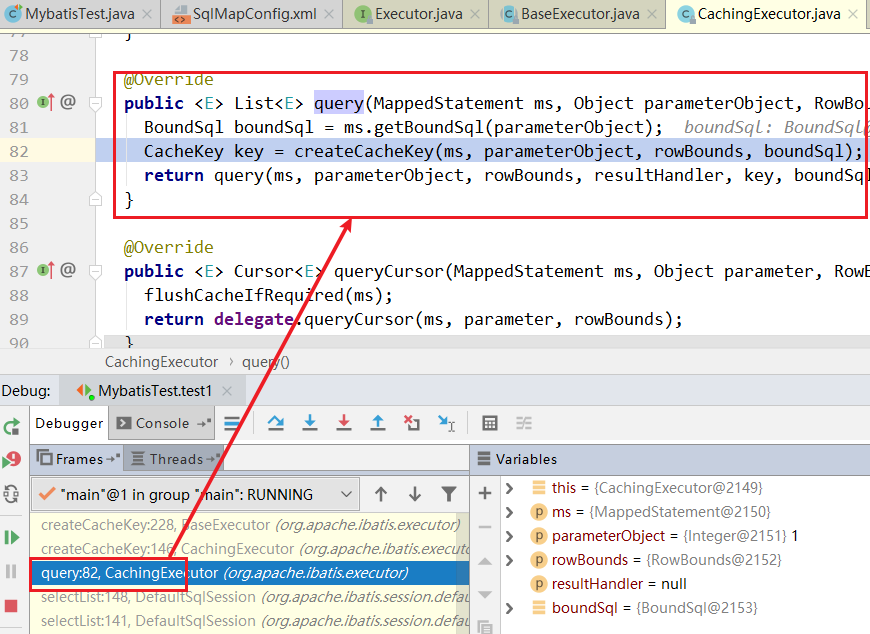 MybatisTest.java SqlMapConfig.xml Executor.java BaseExecutor.java CachingExecutor.java
78
79 @Override
80 public <E> List<E> query(MappedStatement ms, Object parameterObject, RowBo
81 BoundSql boundSql = ms.getBoundSql(parameterObject); boundSql: BoundSql@
82 CacheKey key = createCacheKey(ms, parameterObject, rowBounds, boundSql);
83 return query(ms, parameterObject, rowBounds, resultHandler, key, boundSql
84 }
85
86 @Override
87 public <E> Cursor<E> queryCursor(MappedStatement ms, Object parameter, RowB
88 flushCacheIfRequired(ms);
89 return delegate.queryCursor(ms, parameter, rowBounds);
90 }
CachingExecutor › query()
Debug: MybatisTest.test1
Debugger Console
Frames Threads Variables
"main"@1 in group "main": RUNNING
createCacheKey:228, BaseExecutor (org.apache.ibatis.executor)
createCacheKey:146, CachingExecutor (org.apache.ibatis.execut
query:82, CachingExecutor (org.apache.ibatis.executor)
selectList:148, DefaultSqlSession (org.apache.ibatis.session.defau
selectList:141, DefaultSqlSession (org.apache.ibatis.session.defau
this = {CachingExecutor@2149}
ms = {MappedStatement@2150}
parameterObject = {Integer@2151} 1
rowBounds = {RowBounds@2152}
resultHandler = null
boundSql = {BoundSql@2153}